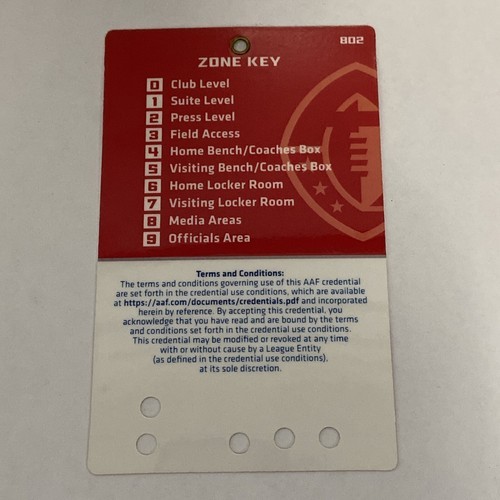 802
ZONE KEY
0 Club Level
1 Suite Level
2 Press Level
3 Field Access
4 Home Bench/Coaches Box
5 Visiting Bench/Coaches Box
6 Home Locker Room
7 Visiting Locker Room
8 Media Areas
9 Officials Area
Terms and Conditions:
The terms and conditions governing use of this AAF credential
are set forth in the credential use conditions, which are available
at https://aaf.com/documents/credentials.pdf and incorporated
herein by reference. By accepting this credential, you
acknowledge that you have read and are bound by the terms
and conditions set forth in the credential use conditions.
This credential may be modified or revoked at any time
with or without cause by a League Entity
(as defined in the credential use conditions),
at its sole discretion.